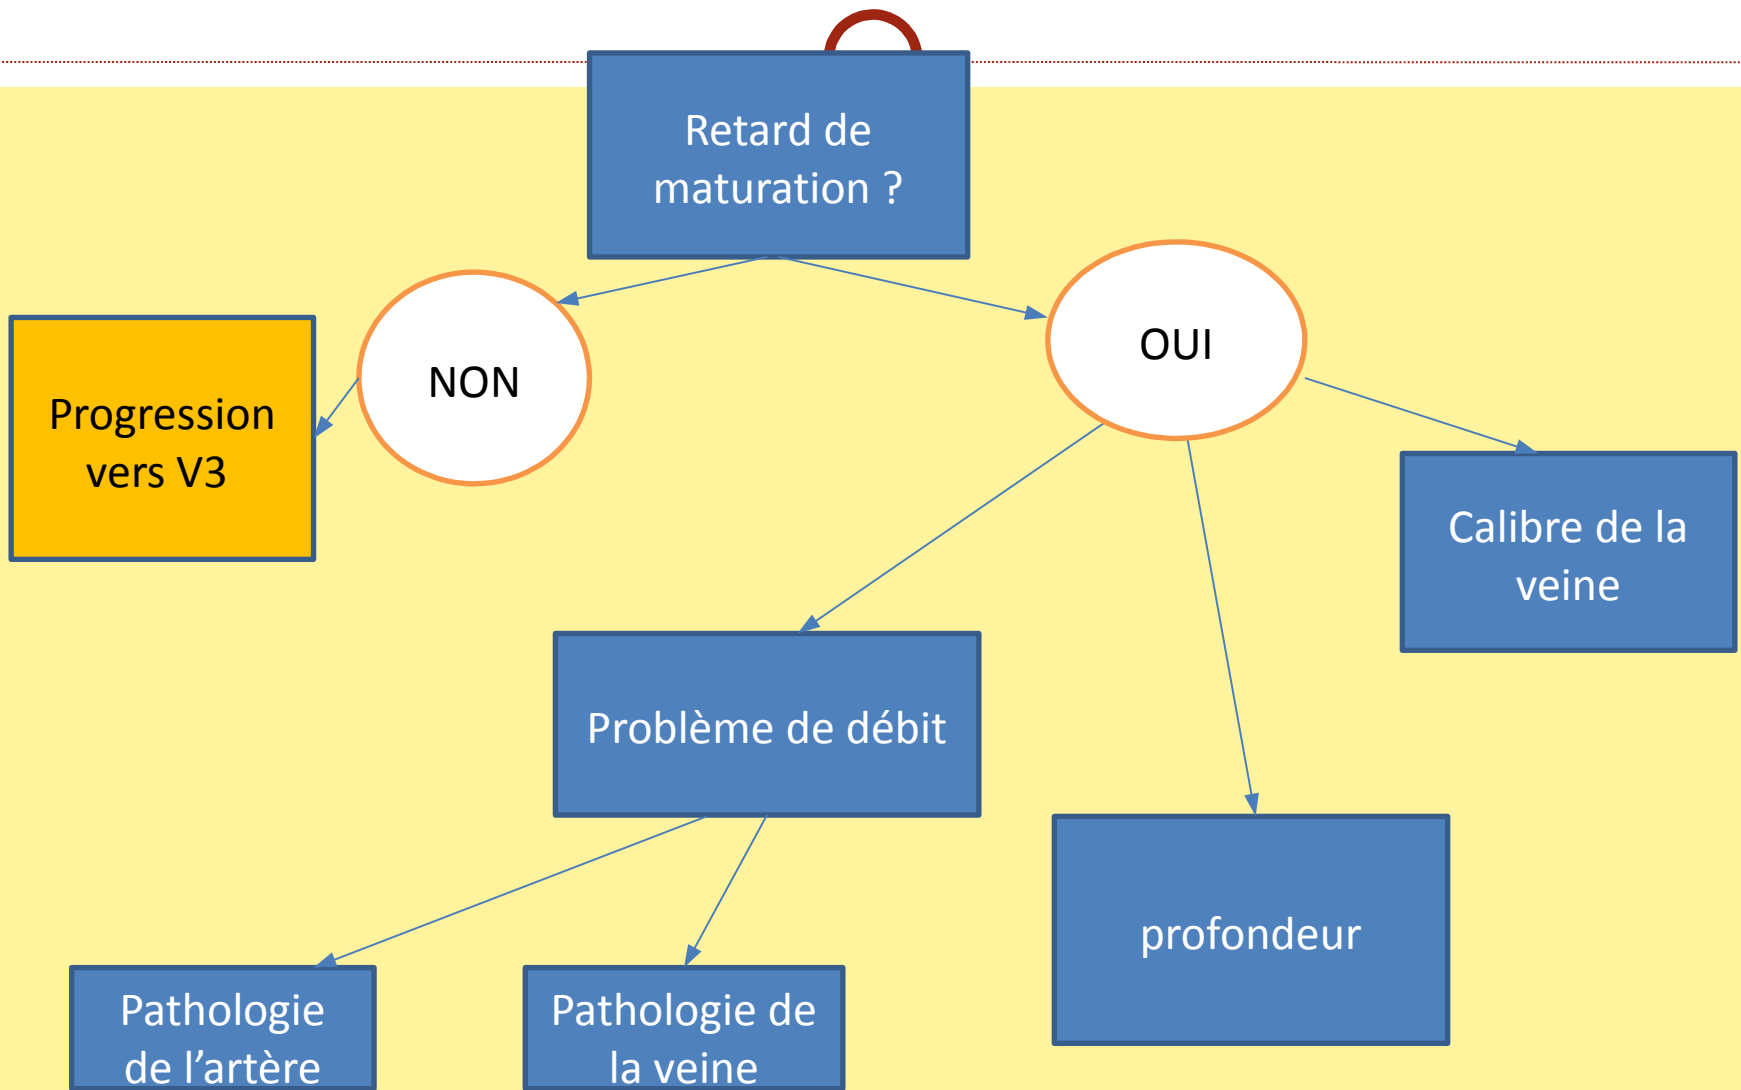 Retard de
maturation ?
NON
OUI
Progression
vers V3
Calibre de la
veine
Problème de débit
profondeur
Pathologie
de l’artère
Pathologie de
la veine